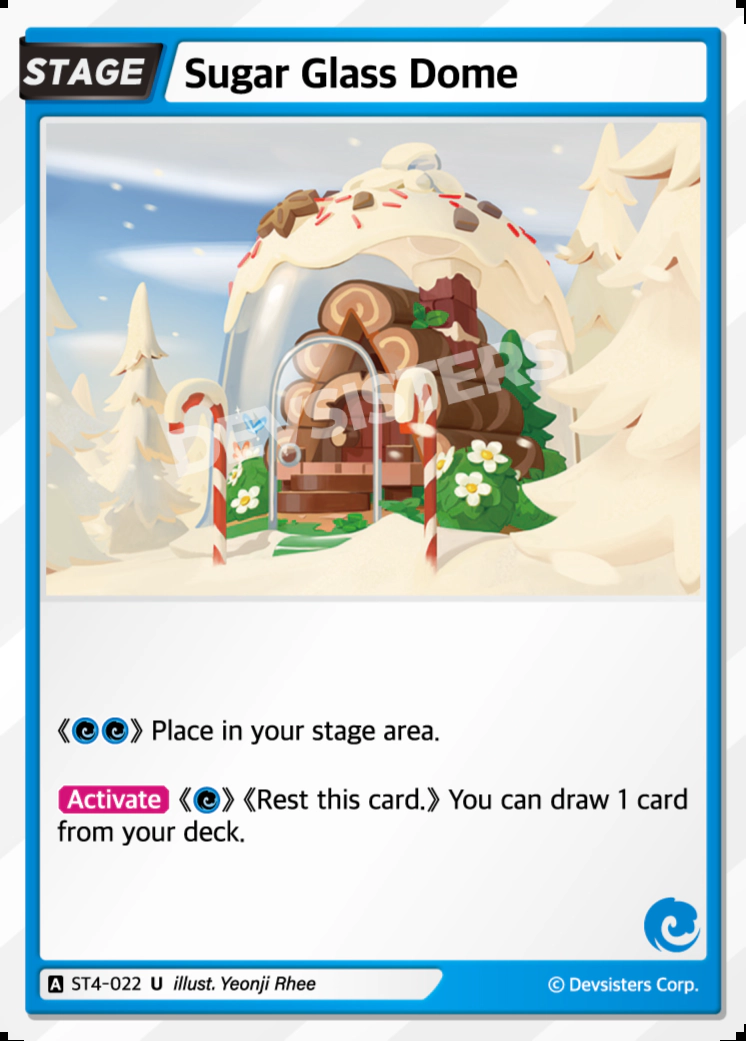 STAGE
Sugar Glass Dome
DEVSISTERS
《》 Place in your stage area.
Activate 《》《Rest this card.》 You can draw 1 card
from your deck.
A ST4-022 U illust. Yeonji Rhee
© Devsisters Corp.